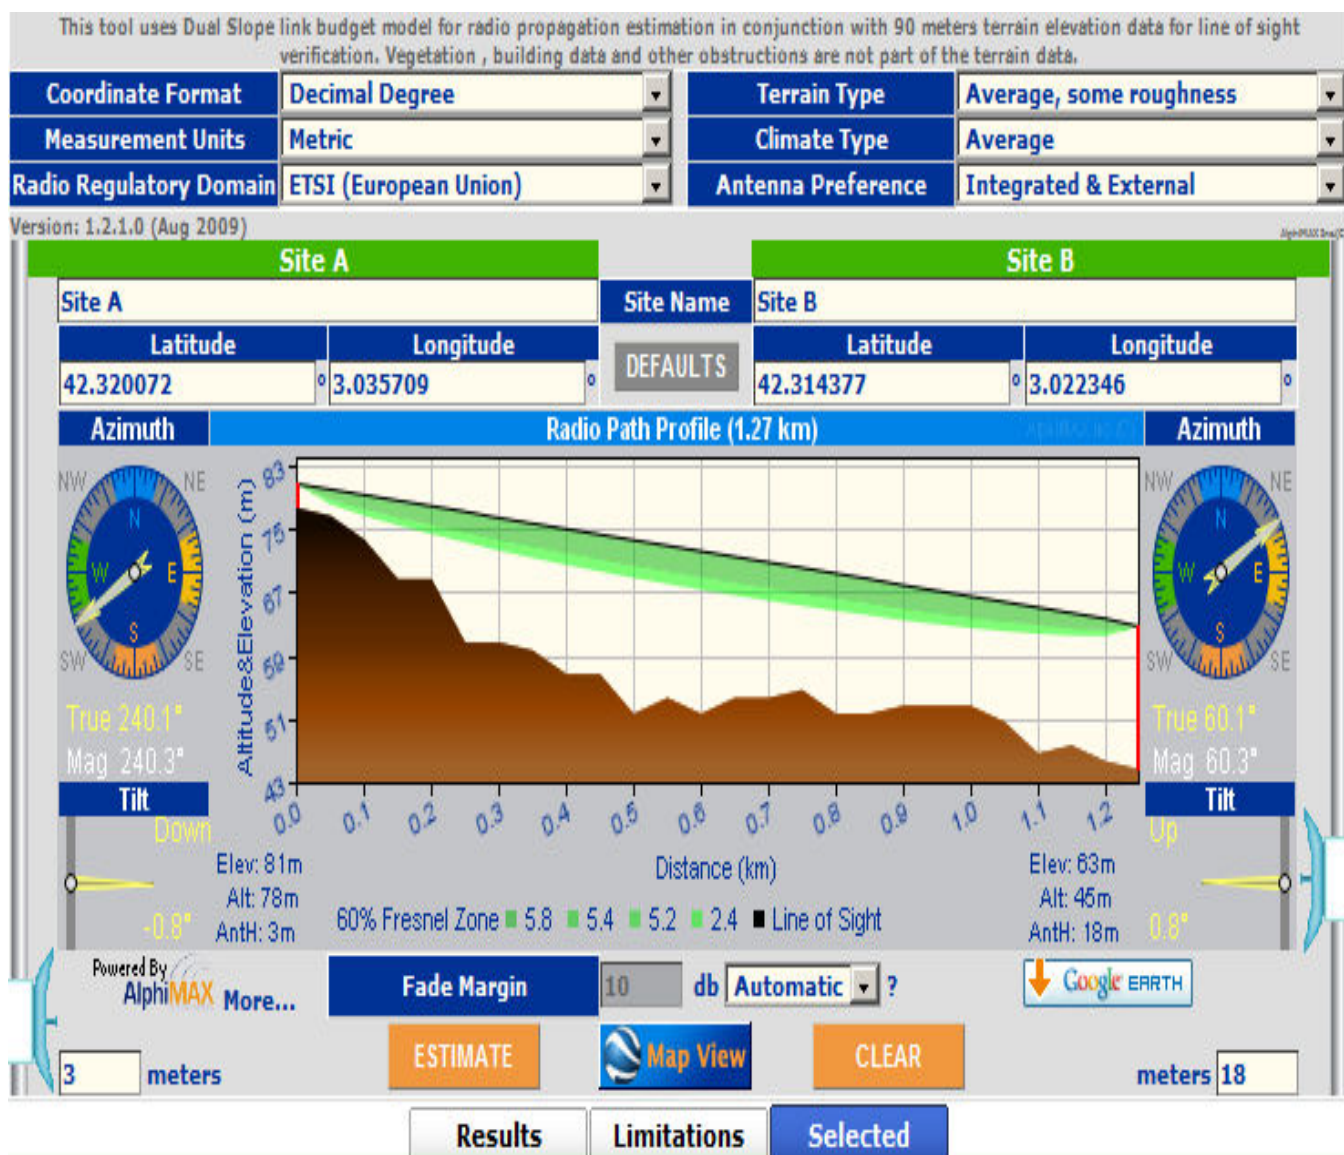 This tool uses Dual Slope link budget model for radio propagation estimation in conjunction with 90 meters terrain elevation data for line of sight
verification. Vegetation , building data and other obstructions are not part of the terrain data.
Coordinate Format Decimal Degree Terrain Type Average, some roughness
Measurement Units Metric Climate Type Average
Radio Regulatory Domain ETSI (European Union) Antenna Preference Integrated & External
Version: 1.2.1.0 (Aug 2009)
Site A Site B
Site A Site Name Site B
Latitude Longitude DEFAULTS Latitude Longitude
42.320072 ° 3.035709 ° 42.314377 ° 3.022346 °
Azimuth Radio Path Profile (1.27 km) Azimuth
NW NE NW NE
N N
W E W E
S S
SW SE SW SE
Altitude&Elevation (m)
83
75
67
59
51
43
True 240.1° True 60.1°
Mag 240.3° Mag 60.3°
Tilt Tilt
0.0 0.1 0.2 0.3 0.4 0.5 0.6 0.7 0.8 0.9 1.0 1.1 1.2
Down Up
Distance (km)
Elev: 81m Elev: 63m
Alt: 78m Alt: 45m
-0.8° AntH: 3m 60% Fresnel Zone 5.8 5.4 5.2 2.4 Line of Sight AntH: 18m 0.8°
Powered By
AlphiMAX More... Fade Margin 10 db Automatic ? Google EARTH
ESTIMATE Map View CLEAR
3 meters meters 18
Results Limitations Selected